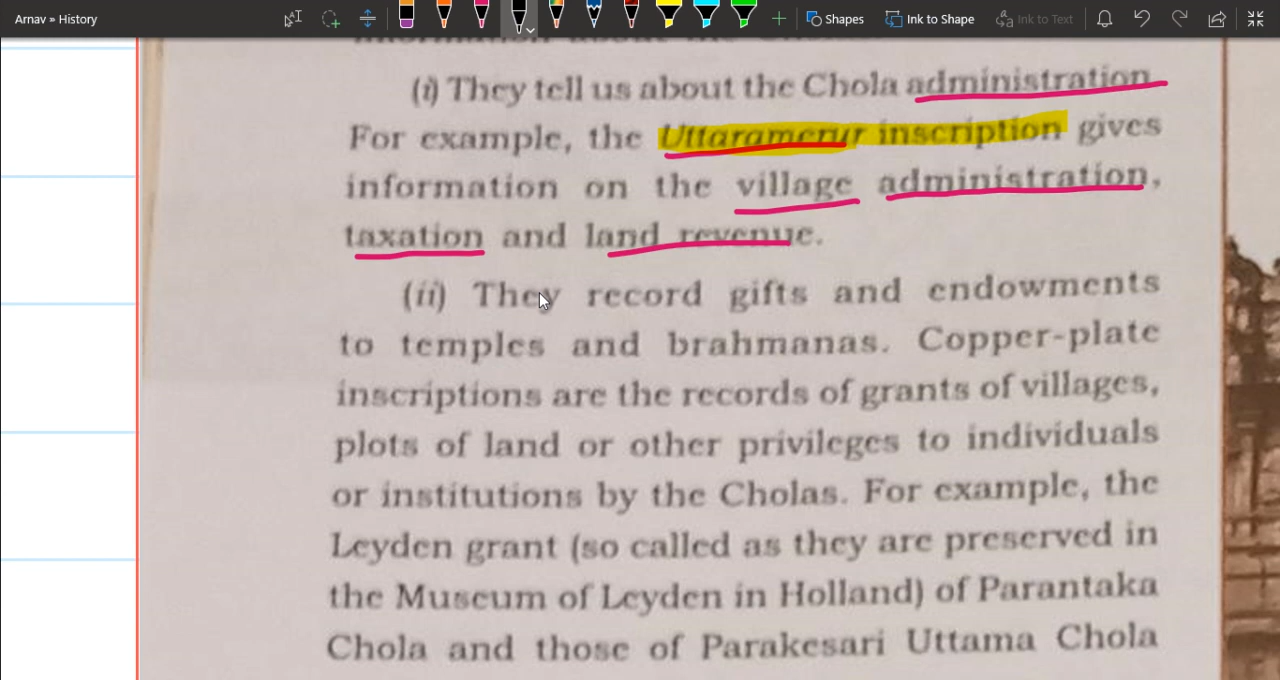 Arnav » History
Shapes
Ink to Shape
Ink to Text
(i) They tell us about the Chola administration
For example, the Uttaramerur inscription gives
information on the village administration,
taxation and land revenue.
(ii) They record gifts and endowments
to temples and brahmanas. Copper-plate
inscriptions are the records of grants of villages,
plots of land or other privileges to individuals
or institutions by the Cholas. For example, the
Leyden grant (so called as they are preserved in
the Museum of Leyden in Holland) of Parantaka
Chola and those of Parakesari Uttama Chola